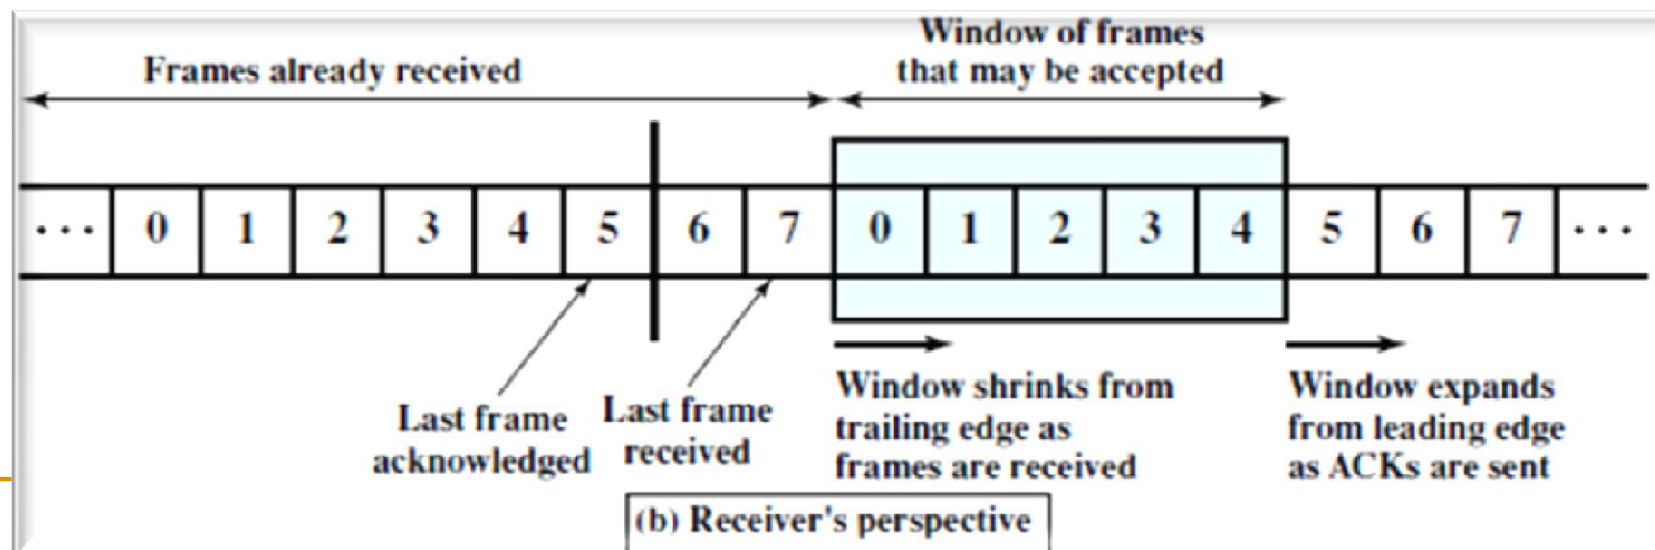 Window of frames
that may be accepted
Frames already received
... 0 1 2 3 4 5 6 7 0 1 2 3 4 5 6 7 ...
Last frame
acknowledged
Last frame
received
Window shrinks from
trailing edge as
frames are received
Window expands
from leading edge
as ACKs are sent
(b) Receiver's perspective